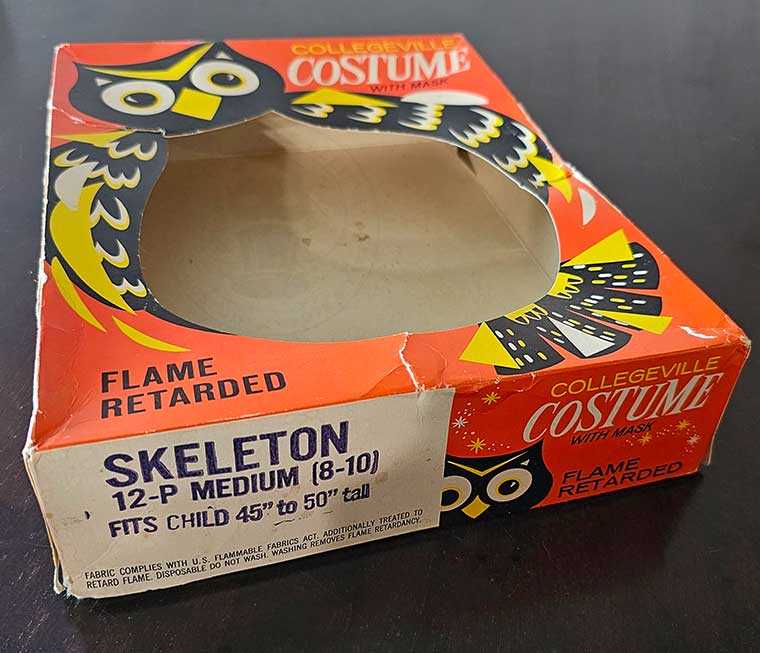 COLLEGEVILLE
COSTUME
WITH MASK
FLAME
RETARDED
SKELETON
12-P MEDIUM (8-10)
FITS CHILD 45" to 50" tall
FABRIC COMPLIES WITH U.S. FLAMMABLE FABRICS ACT. ADDITIONALLY TREATED TO
RETARD FLAME. DISPOSABLE DO NOT WASH. WASHING REMOVES FLAME RETARDANCY.
COLLEGEVILLE
COSTUME
WITH MASK
FLAME
RETARDED